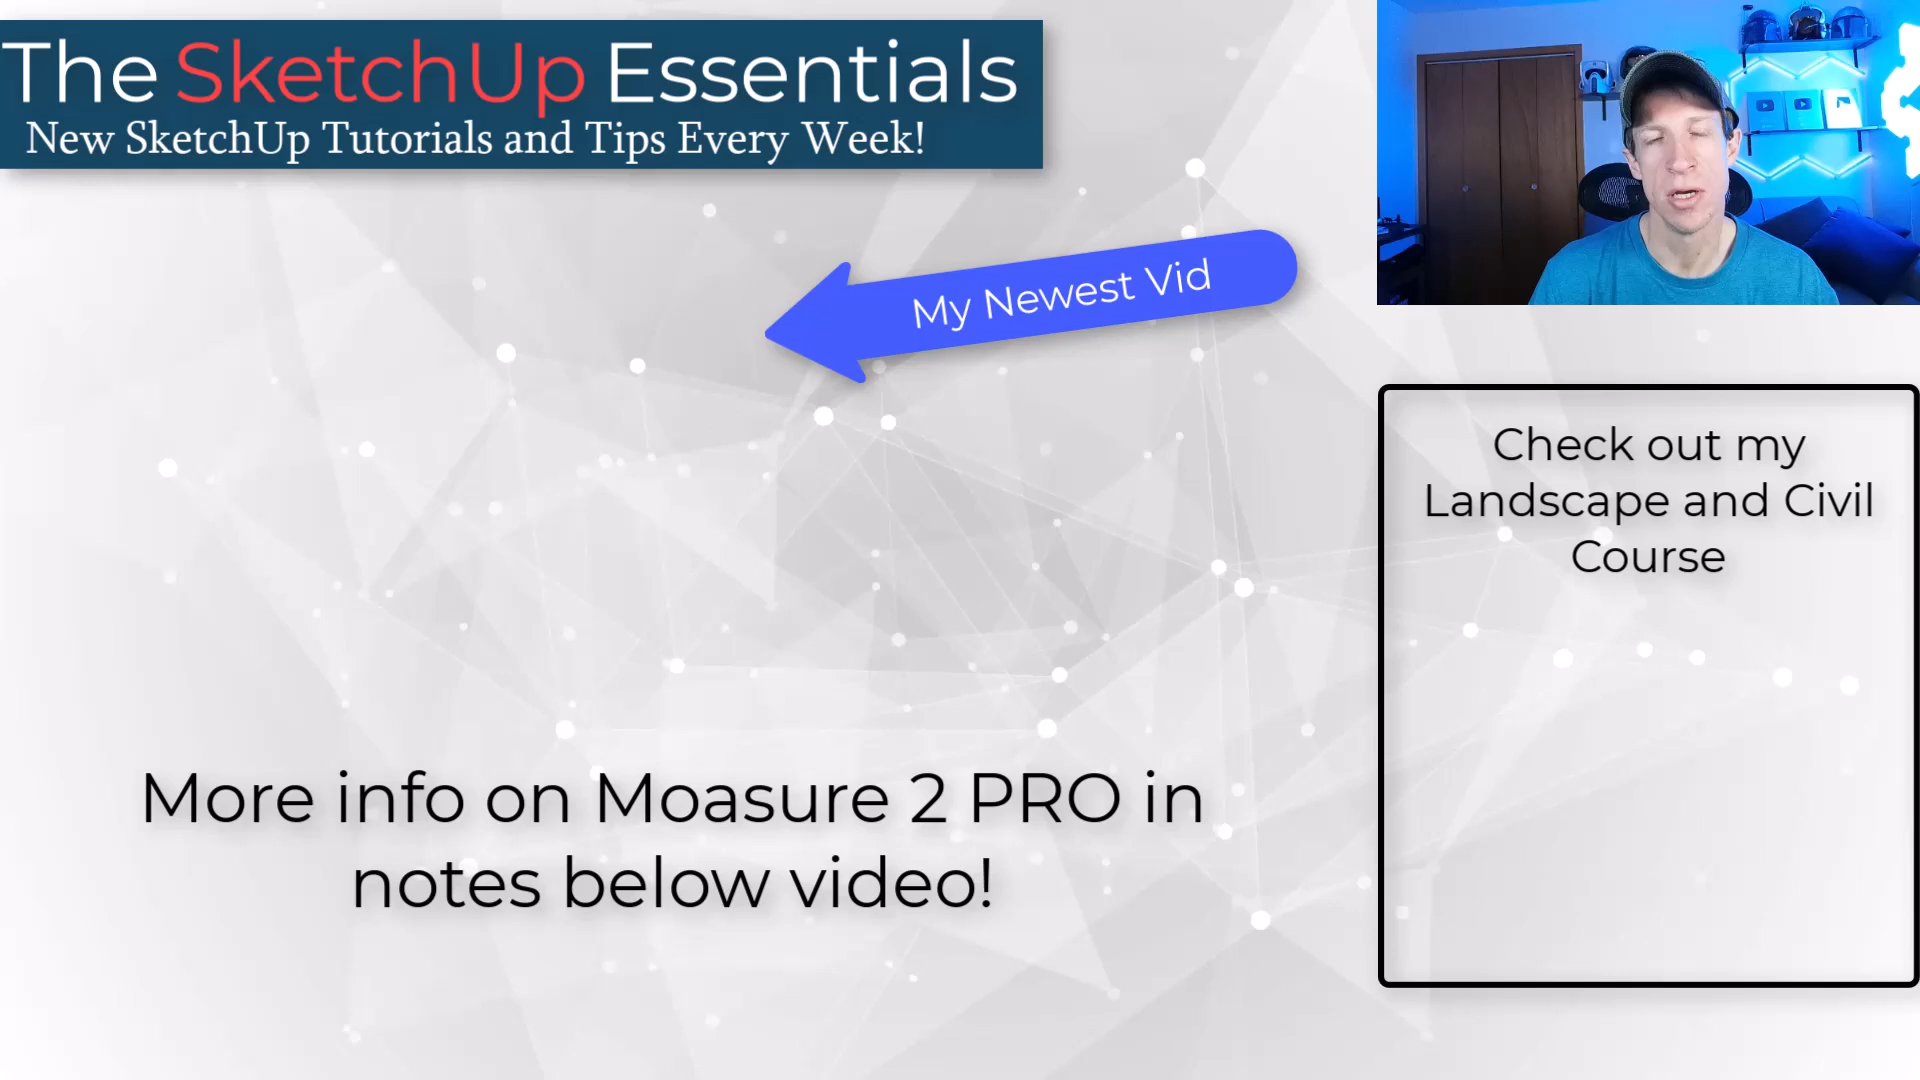 The SketchUp Essentials
New SketchUp Tutorials and Tips Every Week!
My Newest Vid
Check out my
Landscape and Civil
Course
More info on Moasure 2 PRO in
notes below video!